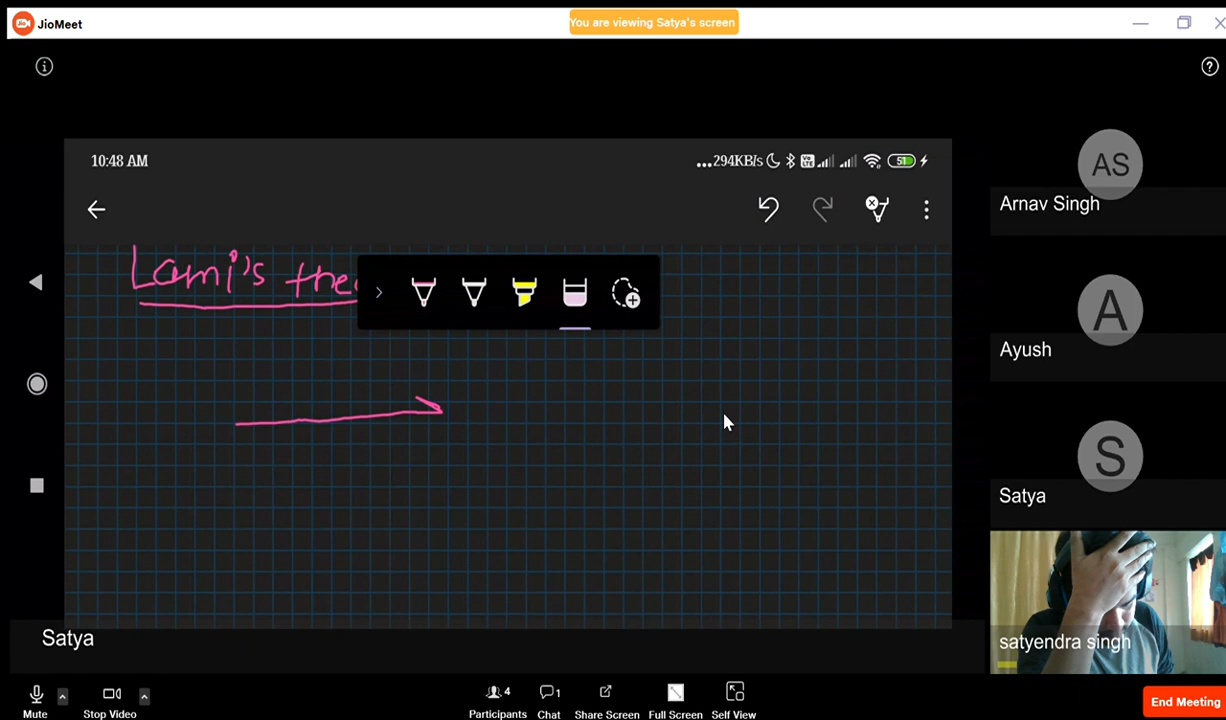 JioMeet
You are viewing Satya's screen
10:48 AM
...294KB/s
51
Lami's the
AS
Arnav Singh
A
Ayush
S
Satya
satyendra singh
Satya
Mute
Stop Video
4
Participants
1
Chat
Share Screen
Full Screen
Self View
End Meeting